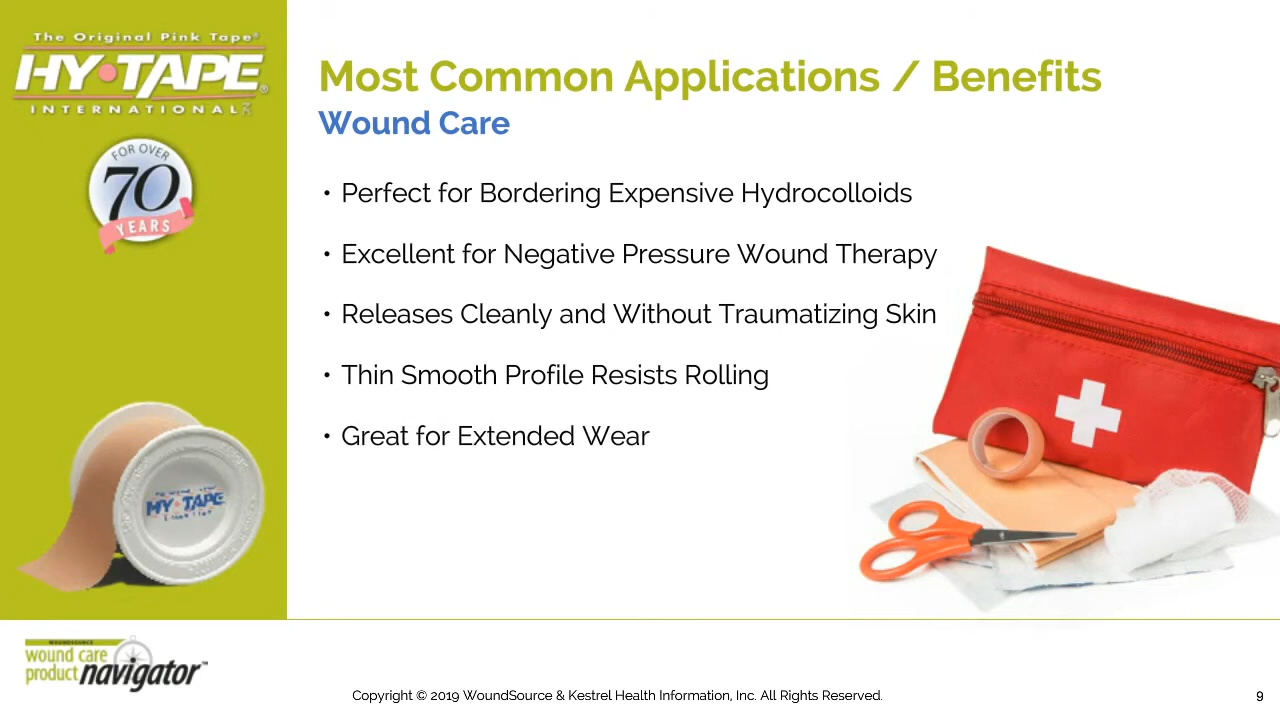 The Original Pink Tape®
HY•TAPE®
INTERNATIONAL
FOR OVER
70
YEARS
HY•TAPE
Most Common Applications / Benefits
Wound Care
• Perfect for Bordering Expensive Hydrocolloids
• Excellent for Negative Pressure Wound Therapy
• Releases Cleanly and Without Traumatizing Skin
• Thin Smooth Profile Resists Rolling
• Great for Extended Wear
WOUNDSOURCE
wound care
product navigator™
Copyright © 2019 WoundSource & Kestrel Health Information, Inc. All Rights Reserved.
9